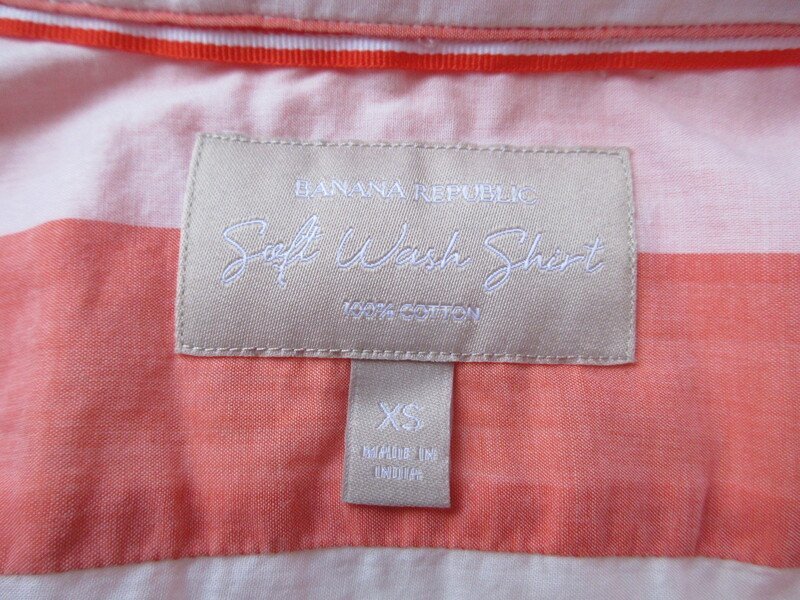 BANANA REPUBLIC
Soft Wash Shirt
100% COTTON
XS
MADE IN
INDIA